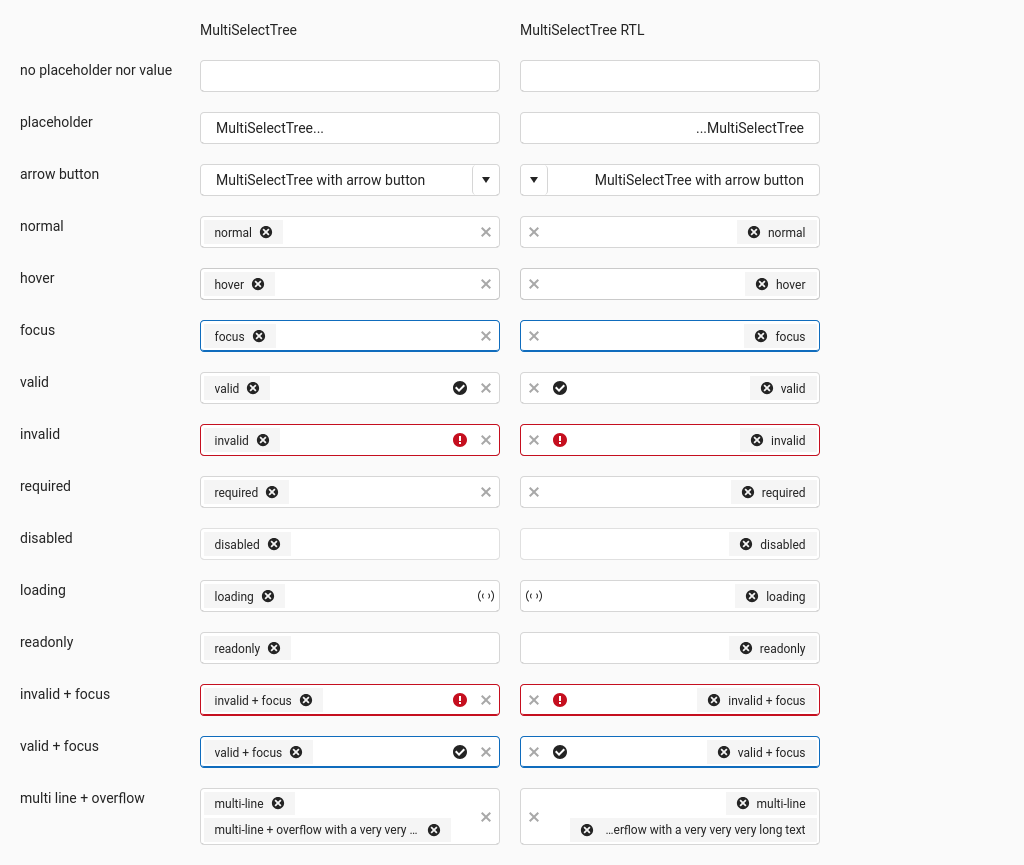 MultiSelectTree MultiSelectTree RTL
no placeholder nor value
placeholder MultiSelectTree... ...MultiSelectTree
arrow button MultiSelectTree with arrow button MultiSelectTree with arrow button
normal normal normal
hover hover hover
focus focus focus
valid valid valid
invalid invalid invalid
required required required
disabled disabled disabled
loading loading loading
readonly readonly readonly
invalid + focus invalid + focus invalid + focus
valid + focus valid + focus valid + focus
multi line + overflow multi-line multi-line
multi-line + overflow with a very very ... ...erflow with a very very very long text